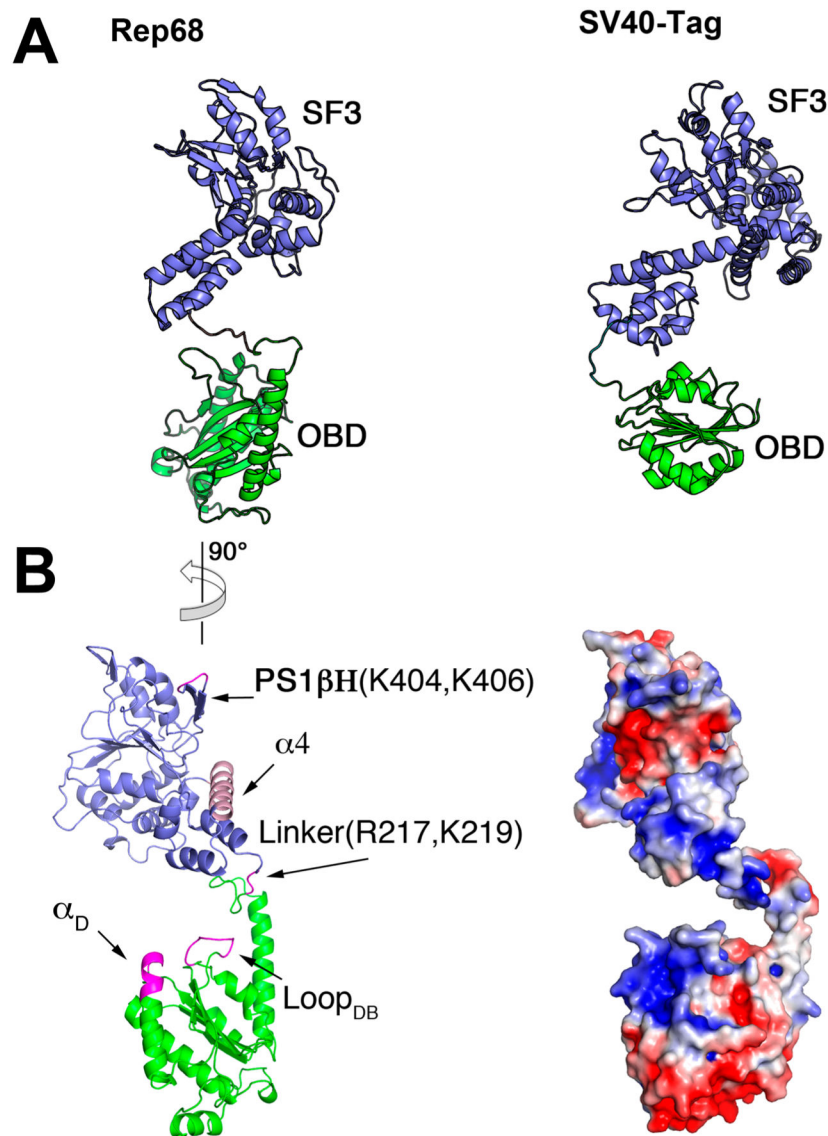 A
Rep68
SV40-Tag
SF3
SF3
OBD
OBD
90°
B
PS1βH(K404,K406)
α4
Linker(R217,K219)
αD
LoopDB